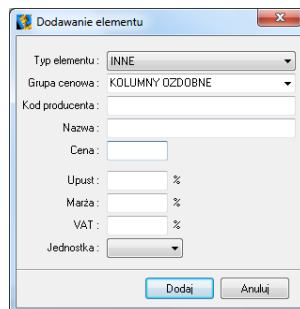 Dodawanie elementu
Typ elementu : INNE
Grupa cenowa : KOLUMNY OZDOBNE
Kod producenta :
Nazwa :
Cena :
Upust : %
Marża : %
VAT : %
Jednostka :
Dodaj Anuluj